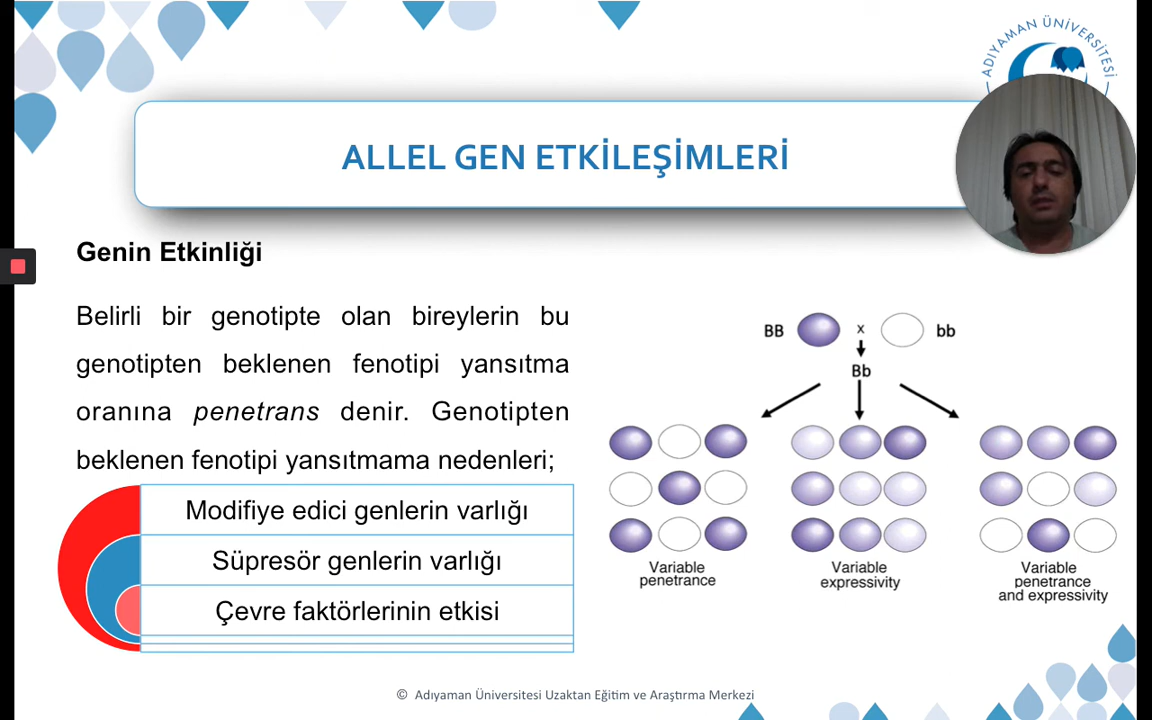 ADIYAMAN ÜNİVERSİTESİ
ALLEL GEN ETKİLEŞİMLERİ
Genin Etkinliği
Belirli bir genotipte olan bireylerin bu
genotipten beklenen fenotipi yansıtma
oranına penetrans denir. Genotipten
beklenen fenotipi yansıtmama nedenleri;
Modifiye edici genlerin varlığı
Süpresör genlerin varlığı
Çevre faktörlerinin etkisi
BB x bb
Bb
Variable
penetrance
Variable
expressivity
Variable
penetrance
and expressivity
© Adıyaman Üniversitesi Uzaktan Eğitim ve Araştırma Merkezi